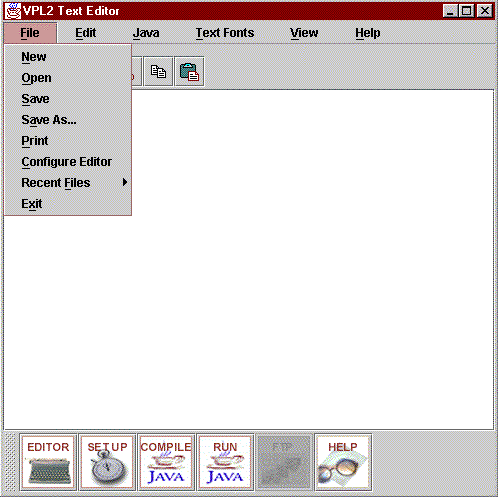 VPL2 Text Editor
File Edit Java Text Fonts View Help
New
Open
Save
Save As...
Print
Configure Editor
Recent Files
Exit
EDITOR SETUP COMPILE RUN FTP HELP
JAVA JAVA